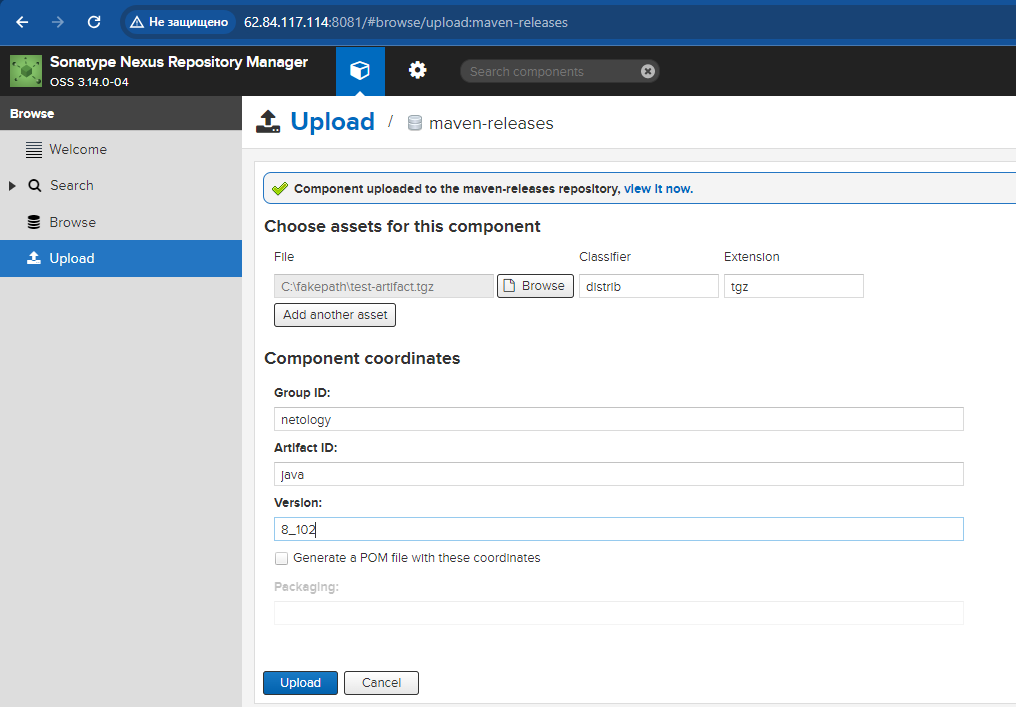 Не защищено 62.84.117.114:8081/#browse/upload:maven-releases
Sonatype Nexus Repository Manager
OSS 3.14.0-04
Search components
Browse
Welcome
Search
Browse
Upload
Upload / maven-releases
Component uploaded to the maven-releases repository, view it now.
Choose assets for this component
File Classifier Extension
C:\fakepath\test-artifact.tgz Browse distrib tgz
Add another asset
Component coordinates
Group ID:
netology
Artifact ID:
java
Version:
8_102
Generate a POM file with these coordinates
Packaging:
Upload Cancel